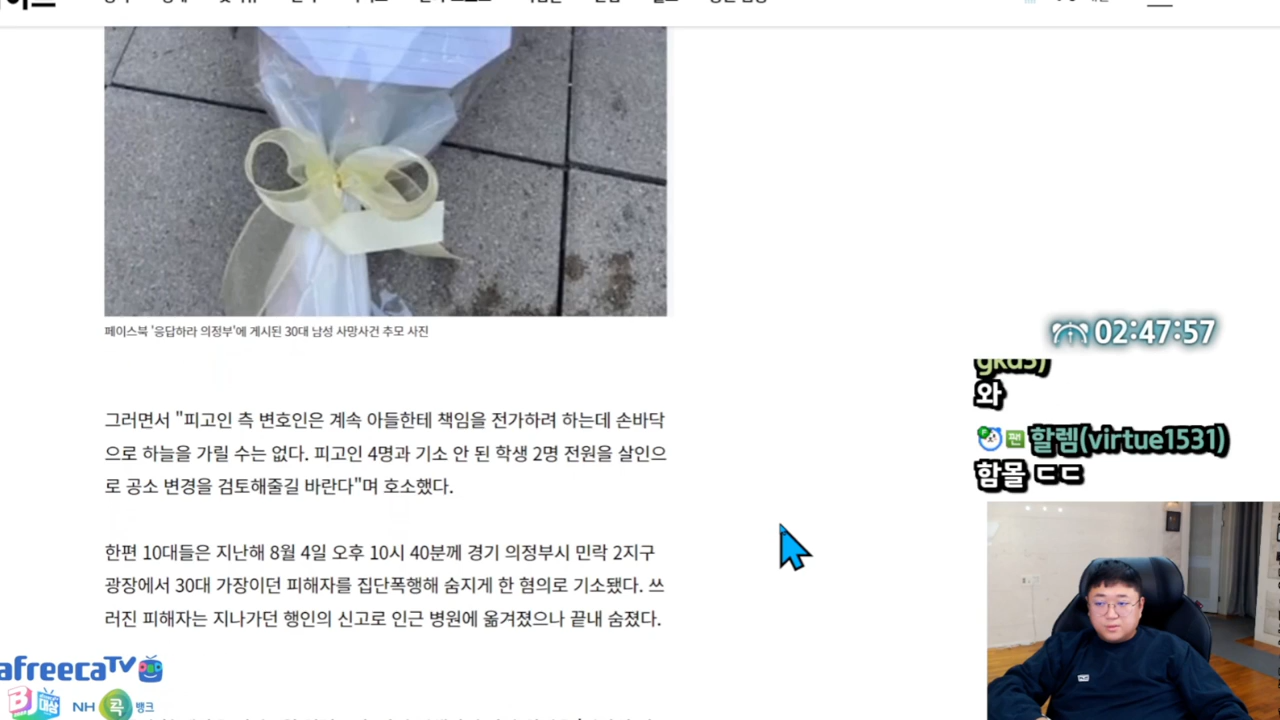 페이스북 '응답하라 의정부'에 게시된 30대 남성 사망사건 추모 사진
02:47:57
와
팬 할렘(virtue1531)
함몰 ㄷㄷ
그러면서 "피고인 측 변호인은 계속 아들한테 책임을 전가하려 하는데 손바닥
으로 하늘을 가릴 수는 없다. 피고인 4명과 기소 안 된 학생 2명 전원을 살인으
로 공소 변경을 검토해줄길 바란다"며 호소했다.
한편 10대들은 지난해 8월 4일 오후 10시 40분께 경기 의정부시 민락 2지구
광장에서 30대 가장이던 피해자를 집단폭행해 숨지게 한 혐의로 기소됐다. 쓰
러진 피해자는 지나가던 행인의 신고로 인근 병원에 옮겨졌으나 끝내 숨졌다.
afreecaTV
B 대상 NH 콕 뱅크